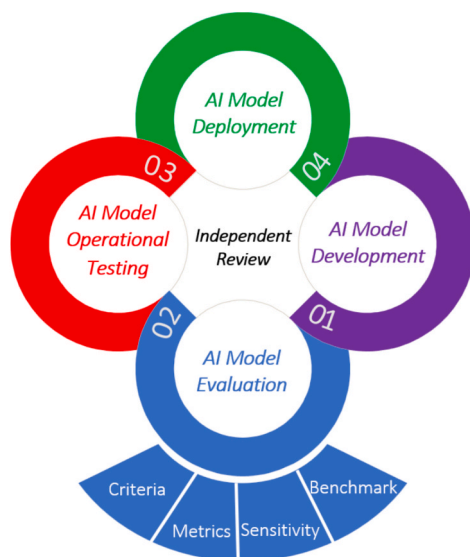 AI Model
Deployment
03
04
AI Model
Operational
Testing
Independent
Review
AI Model
Development
02
01
AI Model
Evaluation
Criteria
Metrics
Sensitivity
Benchmark